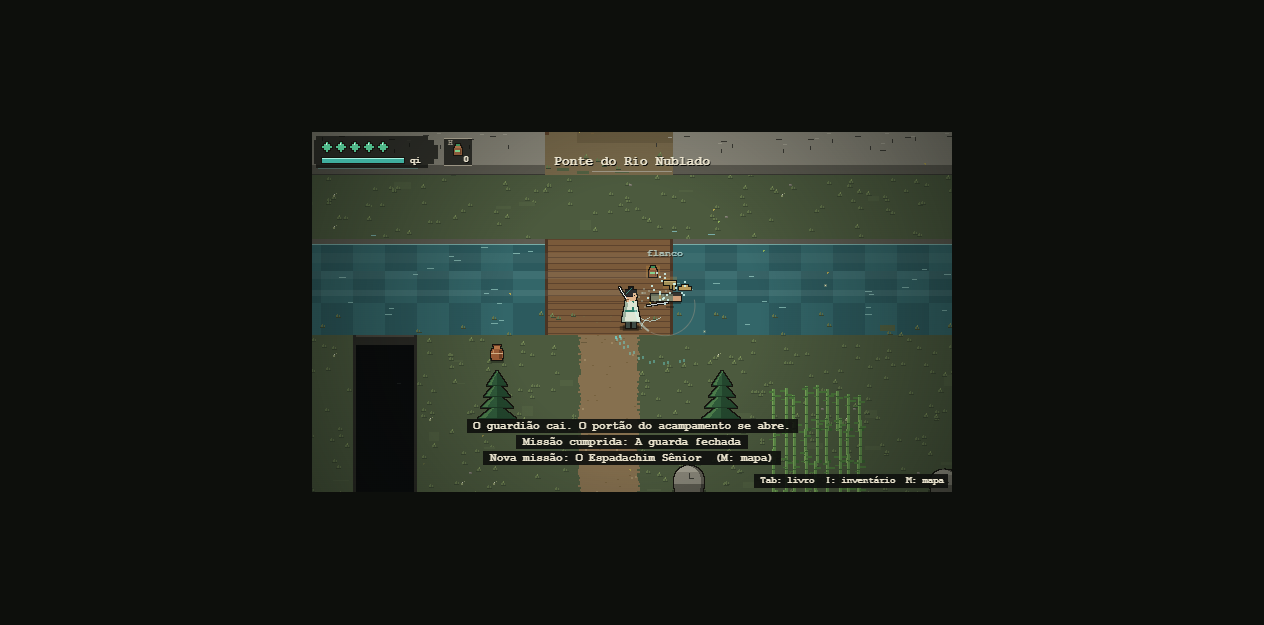 qi
0
Ponte do Rio Nublado
flanco
O guardião cai. O portão do acampamento se abre.
Missão cumprida: A guarda fechada
Nova missão: O Espadachim Sênior (M: mapa)
Tab: livro I: inventário M: mapa